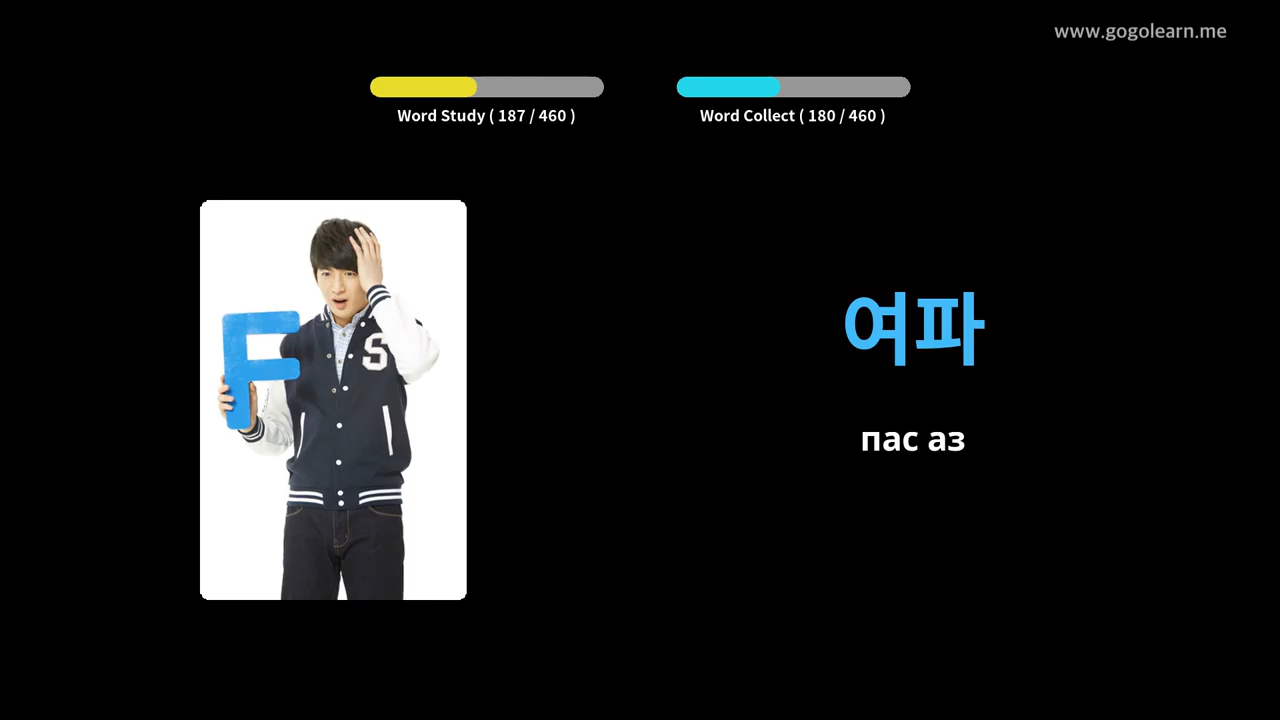 www.gogolearn.me
Word Study ( 187 / 460 )
Word Collect ( 180 / 460 )
F
S
여파
пас аз